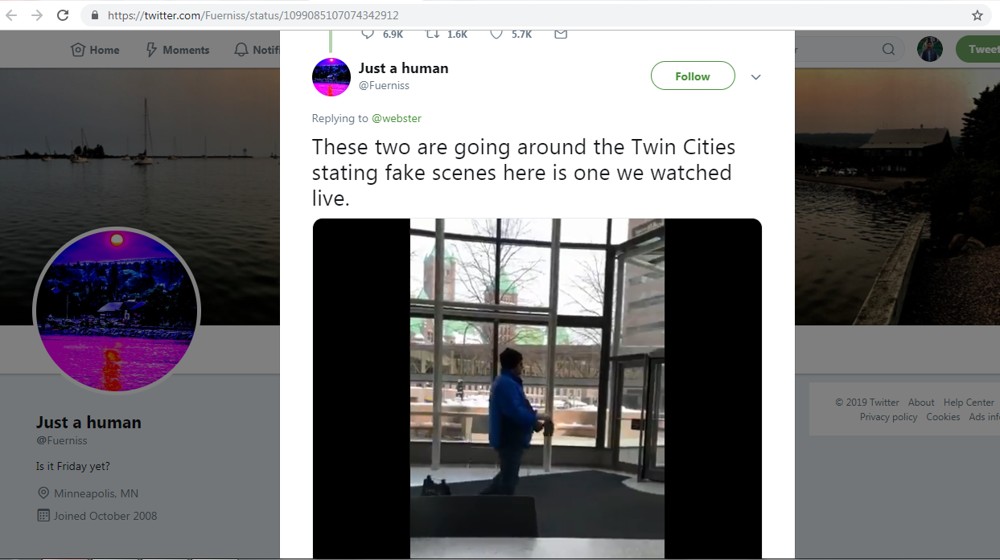 https://twitter.com/Fuerniss/status/1099085107074342912
6.9K 1.6K 5.7K
Home Moments Notifi
Tweet
Just a human
@Fuerniss
Follow
Replying to @webster
These two are going around the Twin Cities
stating fake scenes here is one we watched
live.
Just a human
@Fuerniss
Is it Friday yet?
Minneapolis, MN
Joined October 2008
© 2019 Twitter About Help Center
Privacy policy Cookies Ads inf